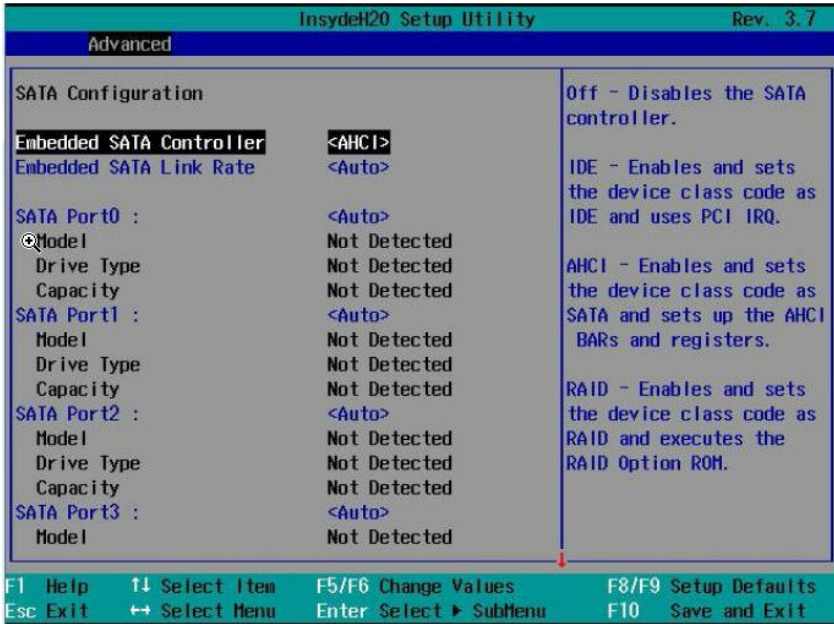 InsydeH20 Setup Utility Rev. 3.7
Advanced
SATA Configuration
Embedded SATA Controller <AHCI>
Embedded SATA Link Rate <Auto>
SATA Port0 : <Auto>
Model Not Detected
Drive Type Not Detected
Capacity Not Detected
SATA Port1 : <Auto>
Model Not Detected
Drive Type Not Detected
Capacity Not Detected
SATA Port2 : <Auto>
Model Not Detected
Drive Type Not Detected
Capacity Not Detected
SATA Port3 : <Auto>
Model Not Detected
Off - Disables the SATA
controller.
IDE - Enables and sets
the device class code as
IDE and uses PCI IRQ.
AHCI - Enables and sets
the device class code as
SATA and sets up the AHCI
BARs and registers.
RAID - Enables and sets
the device class code as
RAID and executes the
RAID Option ROM.
F1 Help ↑↓ Select Item F5/F6 Change Values F8/F9 Setup Defaults
Esc Exit ↔ Select Menu Enter Select ▶ SubMenu F10 Save and Exit